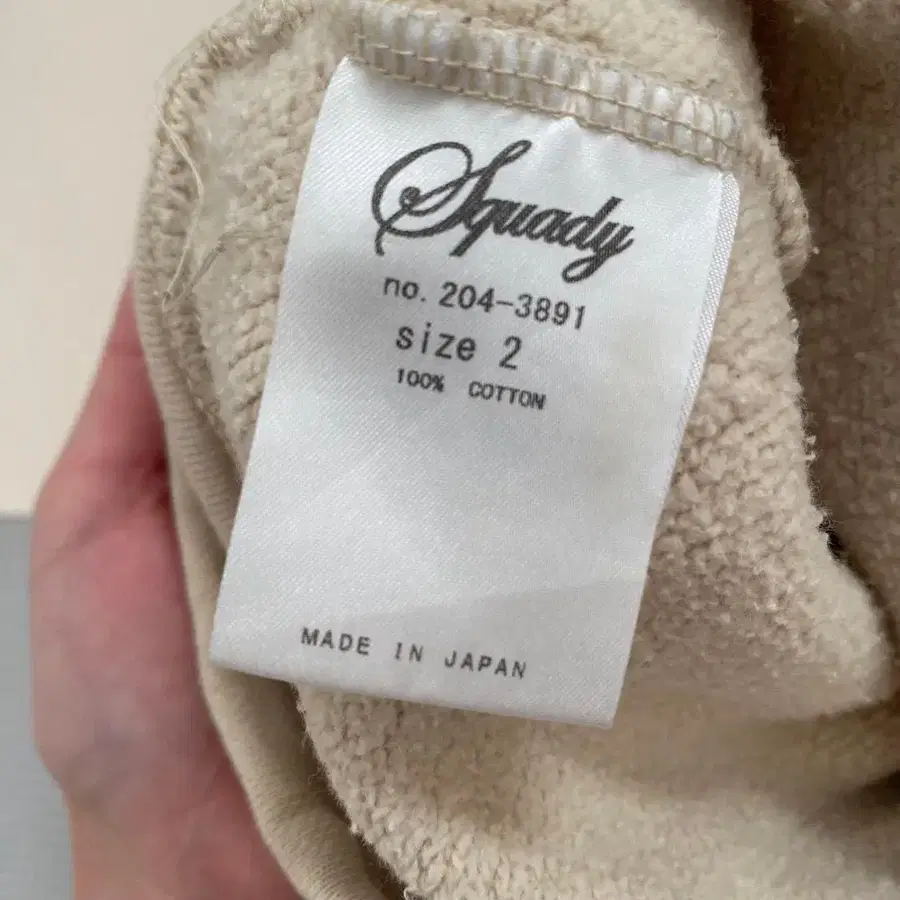 Squady
no. 204-3891
size 2
100% COTTON
MADE IN JAPAN